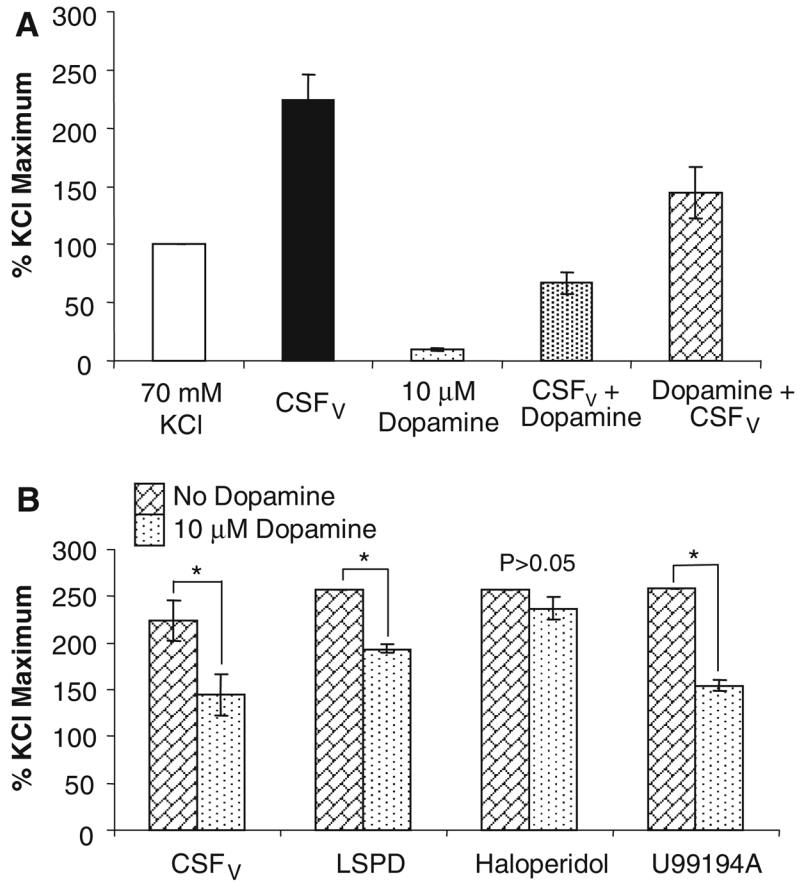 A
% KCl Maximum
300
250
200
150
100
50
0
70 mM
KCl
CSFV
10 µM
Dopamine
CSFV +
Dopamine
Dopamine +
CSFV
B
No Dopamine
10 µM Dopamine
% KCl Maximum
300
250
200
150
100
50
0
*
*
P>0.05
*
CSFV
LSPD
Haloperidol
U99194A